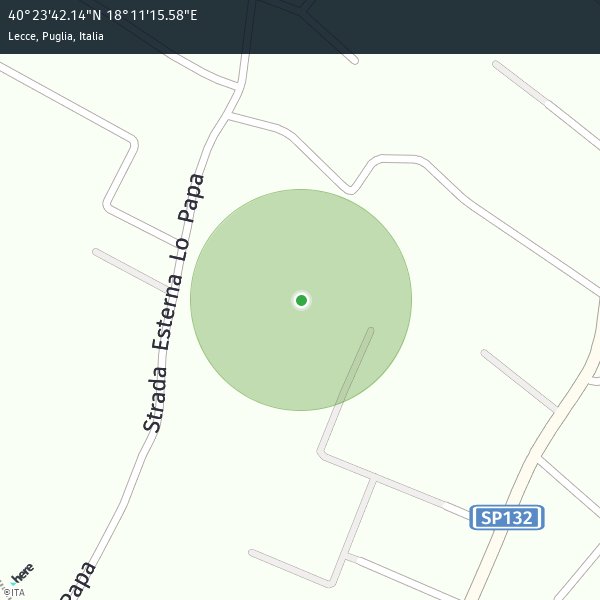 40°23'42.14"N 18°11'15.58"E
Lecce, Puglia, Italia
Strada Esterna Lo Papa
SP132
Papa
here
©ITA